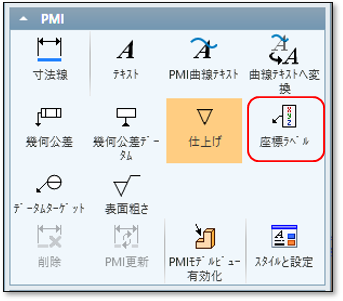 PMI
寸法線
ﾃｷｽﾄ
PMI曲線ﾃｷｽﾄ
曲線ﾃｷｽﾄへ変
換
幾何公差
幾何公差ﾃﾞｰ
ﾀﾑ
仕上げ
座標ﾗﾍﾞﾙ
ﾃﾞｰﾀﾑﾀｰｹﾞｯﾄ
表面粗さ
削除
PMI更新
PMIﾓﾃﾞﾙﾋﾞｭｰ
有効化
ｽﾀｲﾙと設定